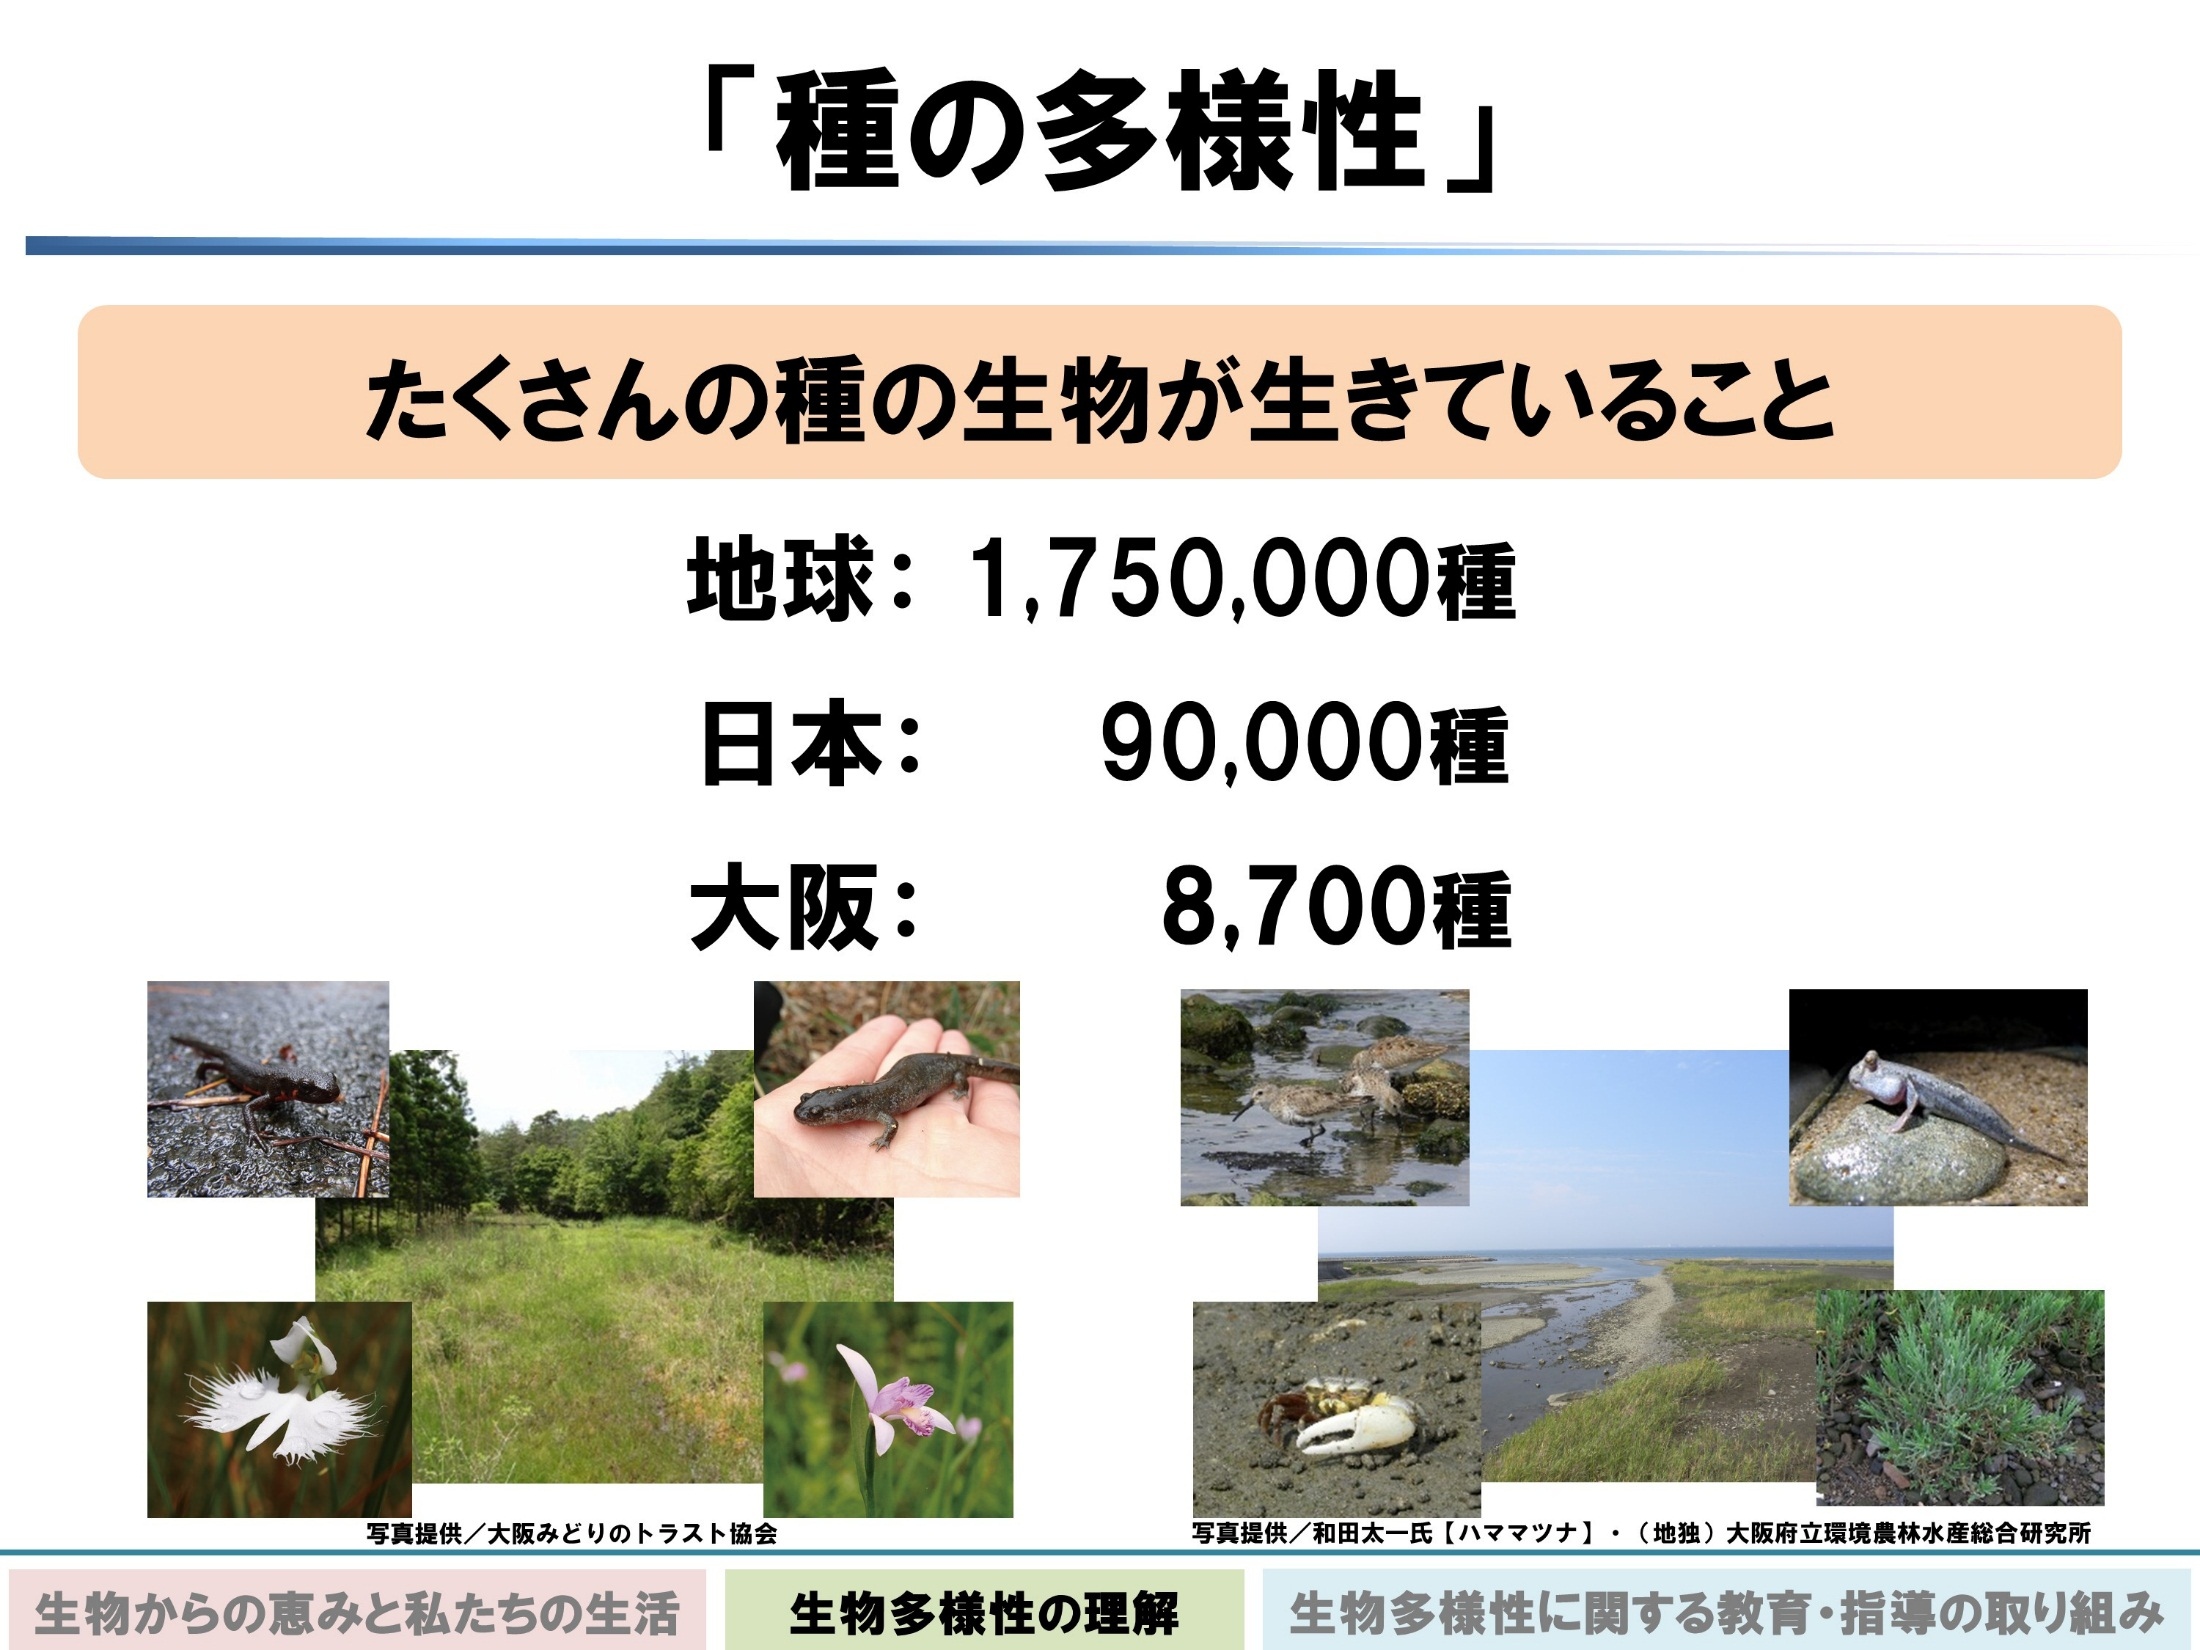 「種の多様性」
たくさんの種の生物が生きていること
地球： 1,750,000種
日本： 90,000種
大阪： 8,700種
写真提供／大阪みどりのトラスト協会
写真提供／和田太一氏【ハママツナ】・（地独）大阪府立環境農林水産総合研究所
生物からの恵みと私たちの生活
生物多様性の理解
生物多様性に関する教育・指導の取り組み